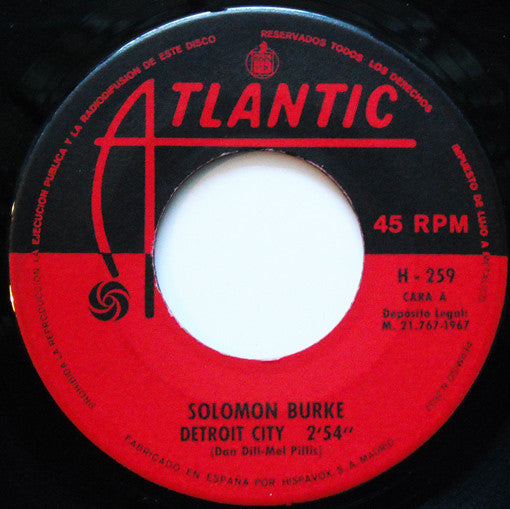 PROHIBIDA LA REPRODUCCION LA EJECUCION PUBLICA Y LA RADIODIFUSION DE ESTE DISCO
RESERVADOS TODOS LOS DERECHOS
IMPUESTO DE LUJO A
ATLANTIC
45 RPM
H - 259
CARA A
Depósito Legal:
M. 21.767-1967
SOLOMON BURKE
DETROIT CITY 2'54"
(Dan Dill-Mel Pillis)
FABRICADO EN ESPAÑA POR HISPAVOX S. A. MADRID